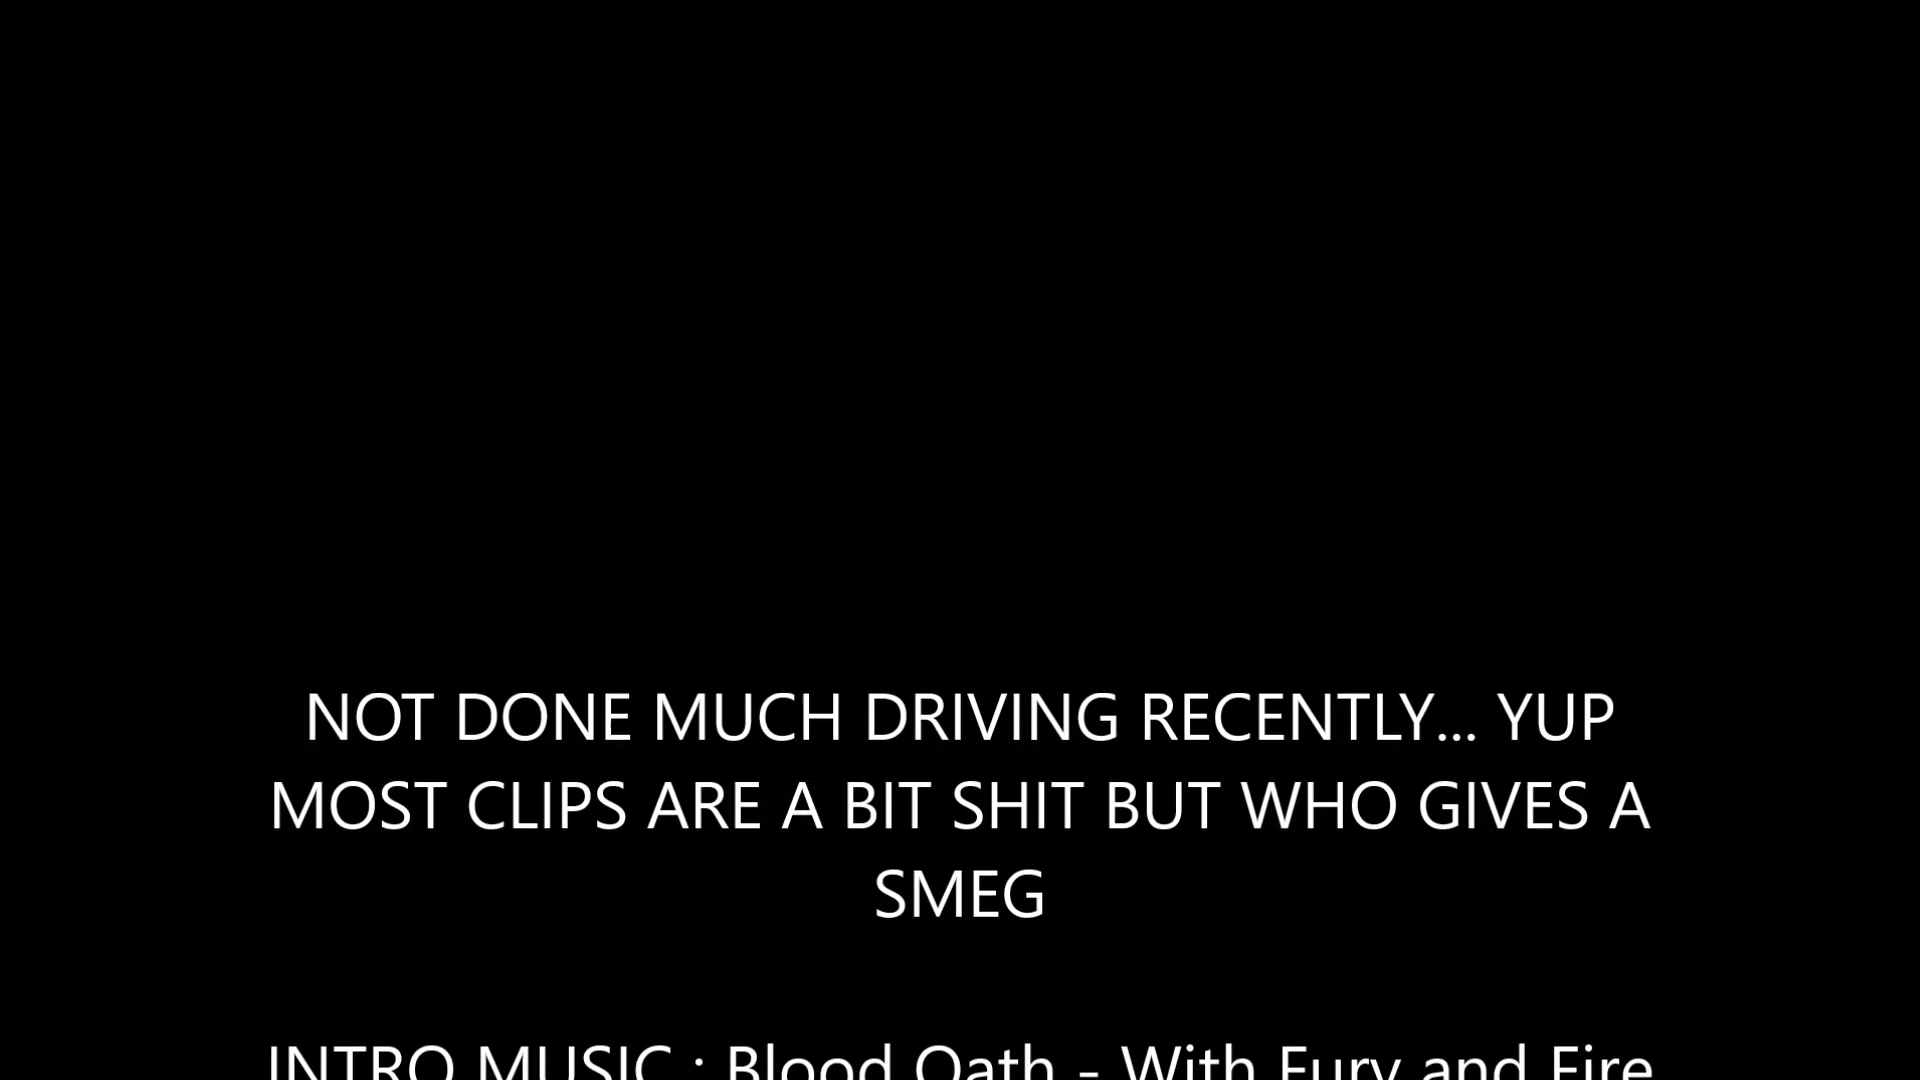 NOT DONE MUCH DRIVING RECENTLY... YUP
MOST CLIPS ARE A BIT SHIT BUT WHO GIVES A
SMEG
INTRO MUSIC : Blood Oath - With Fury and Fire